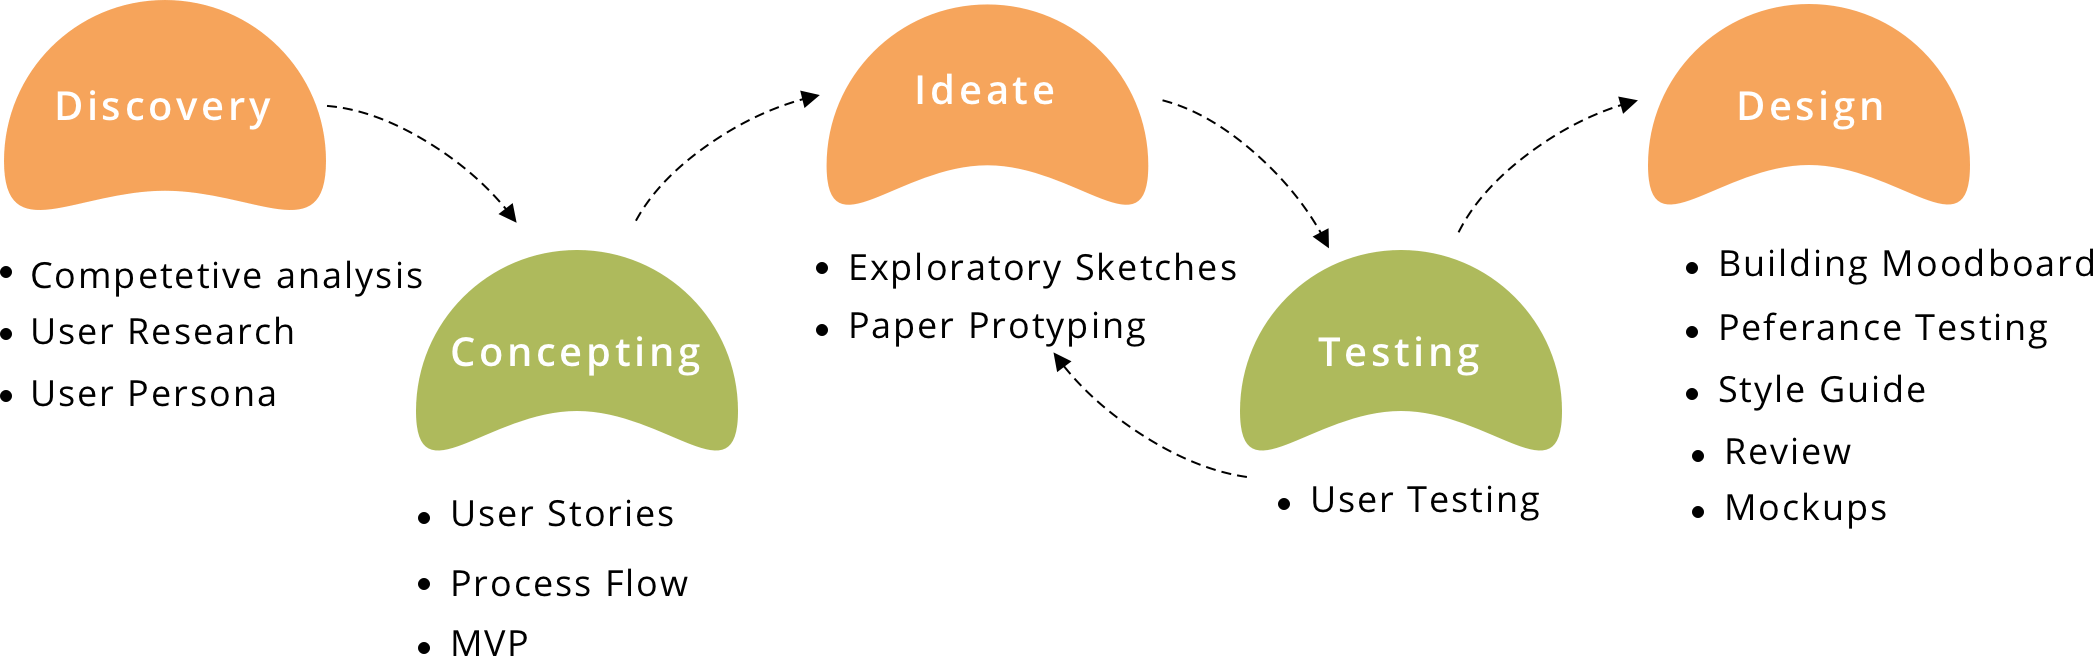 Discovery
• Competetive analysis
• User Research
• User Persona
Concepting
• User Stories
• Process Flow
• MVP
Ideate
• Exploratory Sketches
• Paper Protyping
Testing
• User Testing
Design
• Building Moodboard
• Peferance Testing
• Style Guide
• Review
• Mockups